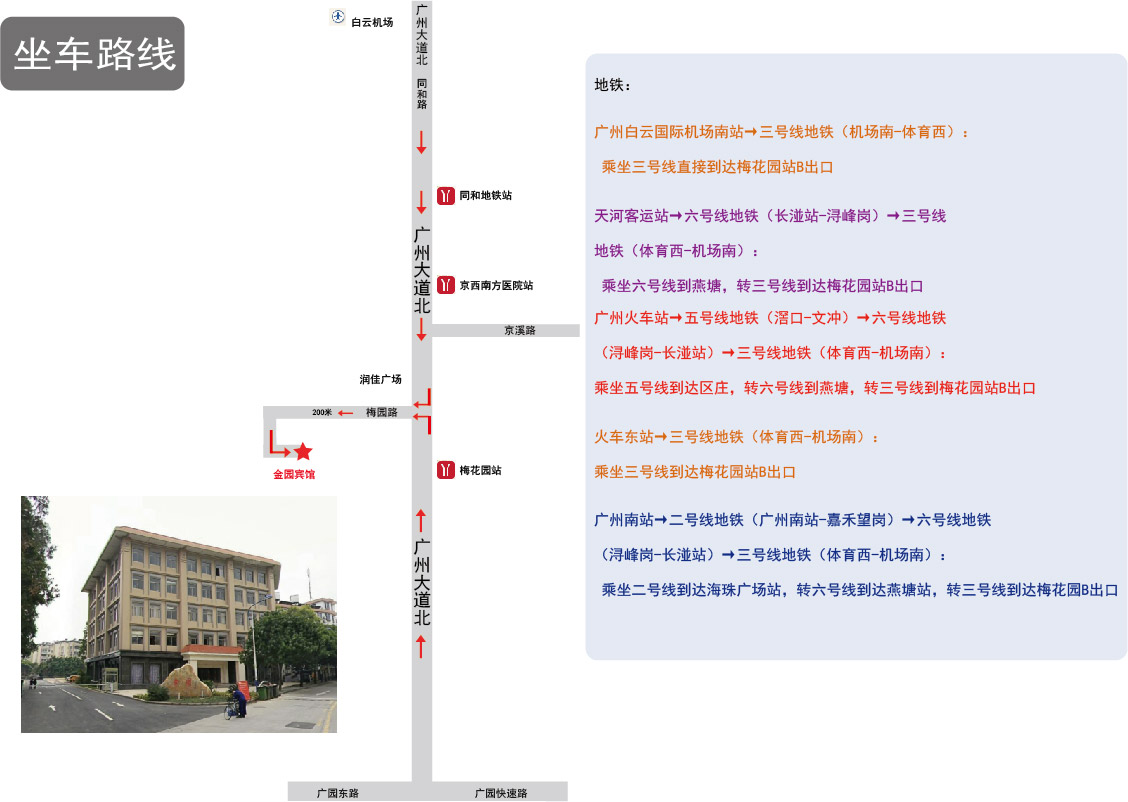 坐车路线
白云机场
广州大道北
同和路
同和地铁站
广州大道北
京西南方医院站
京溪路
润佳广场
200米
梅园路
金园宾馆
梅花园站
广州大道北
广园东路
广园快速路
地铁：
广州白云国际机场南站→三号线地铁（机场南-体育西）：
乘坐三号线直接到达梅花园站B出口
天河客运站→六号线地铁（长湴站-浔峰岗）→三号线
地铁（体育西-机场南）：
乘坐六号线到燕塘，转三号线到达梅花园站B出口
广州火车站→五号线地铁（滘口-文冲）→六号线地铁
（浔峰岗-长湴站）→三号线地铁（体育西-机场南）：
乘坐五号线到达区庄，转六号线到燕塘，转三号线到梅花园站B出口
火车东站→三号线地铁（体育西-机场南）：
乘坐三号线到达梅花园站B出口
广州南站→二号线地铁（广州南站-嘉禾望岗）→六号线地铁
（浔峰岗-长湴站）→三号线地铁（体育西-机场南）：
乘坐二号线到达海珠广场站，转六号线到达燕塘站，转三号线到达梅花园B出口